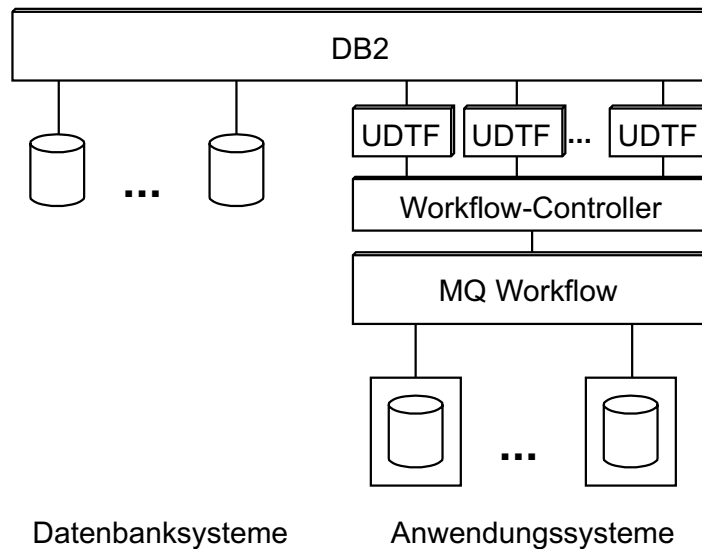 DB2
UDTF UDTF ... UDTF
...
Workflow-Controller
MQ Workflow
...
Datenbanksysteme Anwendungssysteme